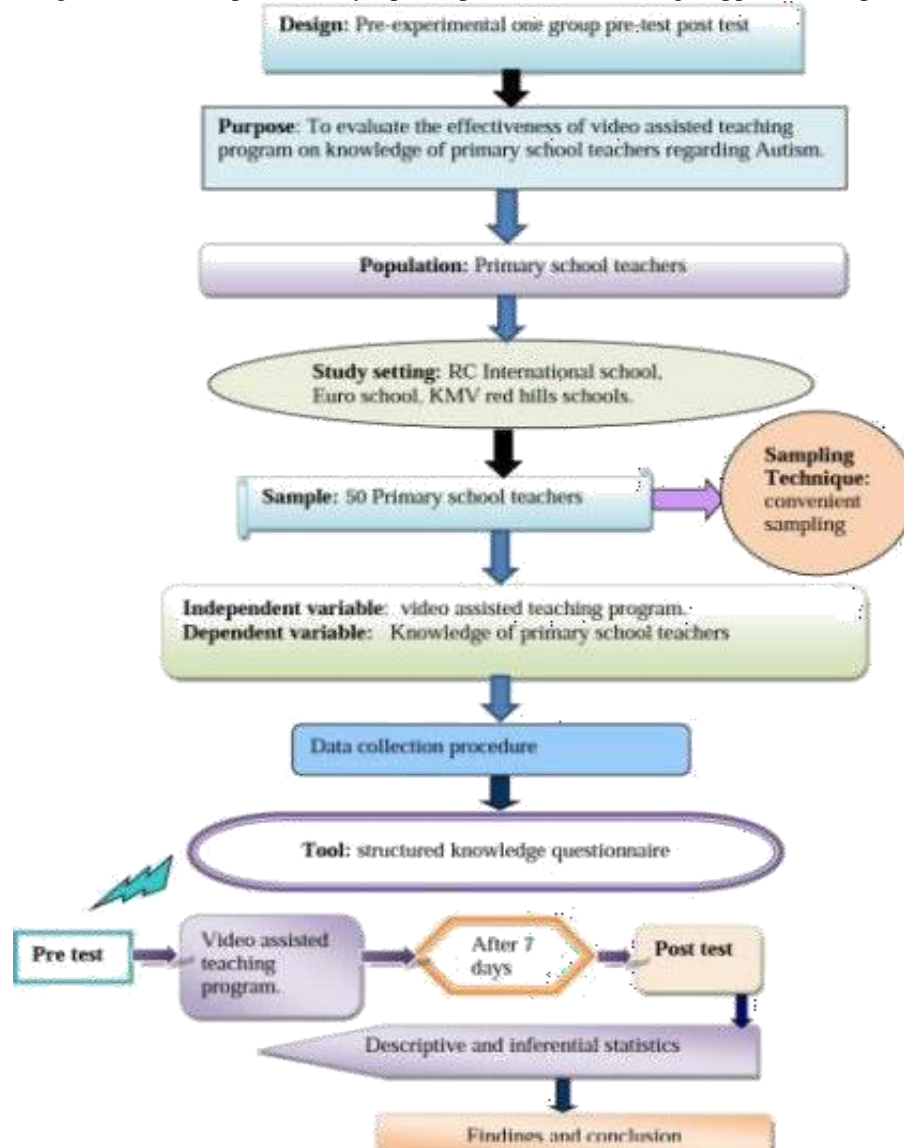 Design: Pre-experimental one group pre-test post test
Purpose: To evaluate the effectiveness of video assisted teaching
program on knowledge of primary school teachers regarding Autism.
Population: Primary school teachers
Study setting: RC International school,
Euro school, KMV red hills schools.
Sampling
Technique:
convenient
sampling
Sample: 50 Primary school teachers
Independent variable: video assisted teaching program.
Dependent variable: Knowledge of primary school teachers
Data collection procedure
Tool: structured knowledge questionnaire
Pre test
Video assisted
teaching
program.
After 7
days
Post test
Descriptive and inferential statistics
Findings and conclusion